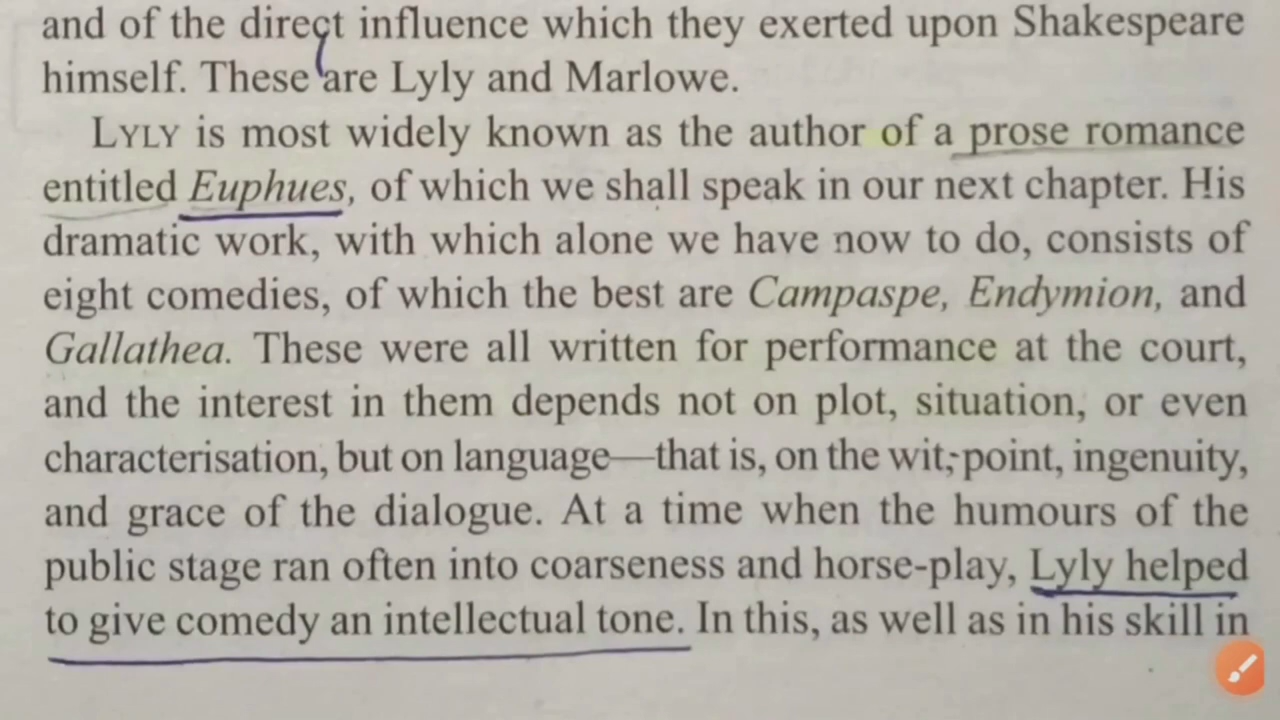 and of the direct influence which they exerted upon Shakespeare
himself. These are Lyly and Marlowe.
LYLY is most widely known as the author of a prose romance
entitled Euphues, of which we shall speak in our next chapter. His
dramatic work, with which alone we have now to do, consists of
eight comedies, of which the best are Campaspe, Endymion, and
Gallathea. These were all written for performance at the court,
and the interest in them depends not on plot, situation, or even
characterisation, but on language—that is, on the wit, point, ingenuity,
and grace of the dialogue. At a time when the humours of the
public stage ran often into coarseness and horse-play, Lyly helped
to give comedy an intellectual tone. In this, as well as in his skill in